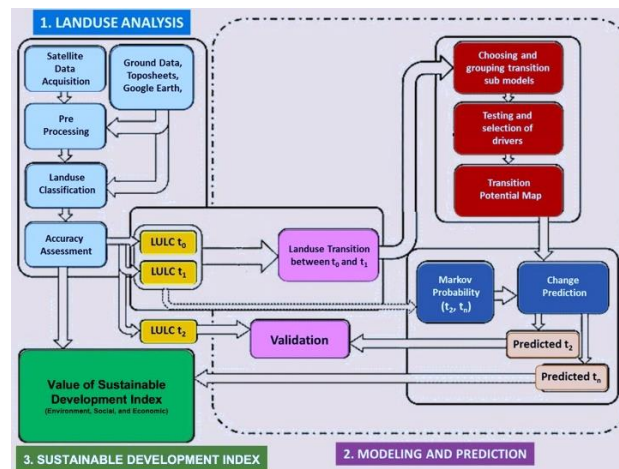 1. LANDUSE ANALYSIS
Satellite
Data
Acquisition
Ground Data,
Toposheets,
Google Earth,
Pre
Processing
Landuse
Classification
Accuracy
Assessment
LULC t0
LULC t1
LULC t2
Landuse Transition
between t0 and t1
Choosing and
grouping transition
sub models
Testing and
selection of
drivers
Transition
Potential Map
Markov
Probability
(t2, tn)
Change
Prediction
Validation
Predicted t2
Predicted tn
Value of Sustainable
Development Index
(Environment, Social, and Economic)
3. SUSTAINABLE DEVELOPMENT INDEX
2. MODELING AND PREDICTION